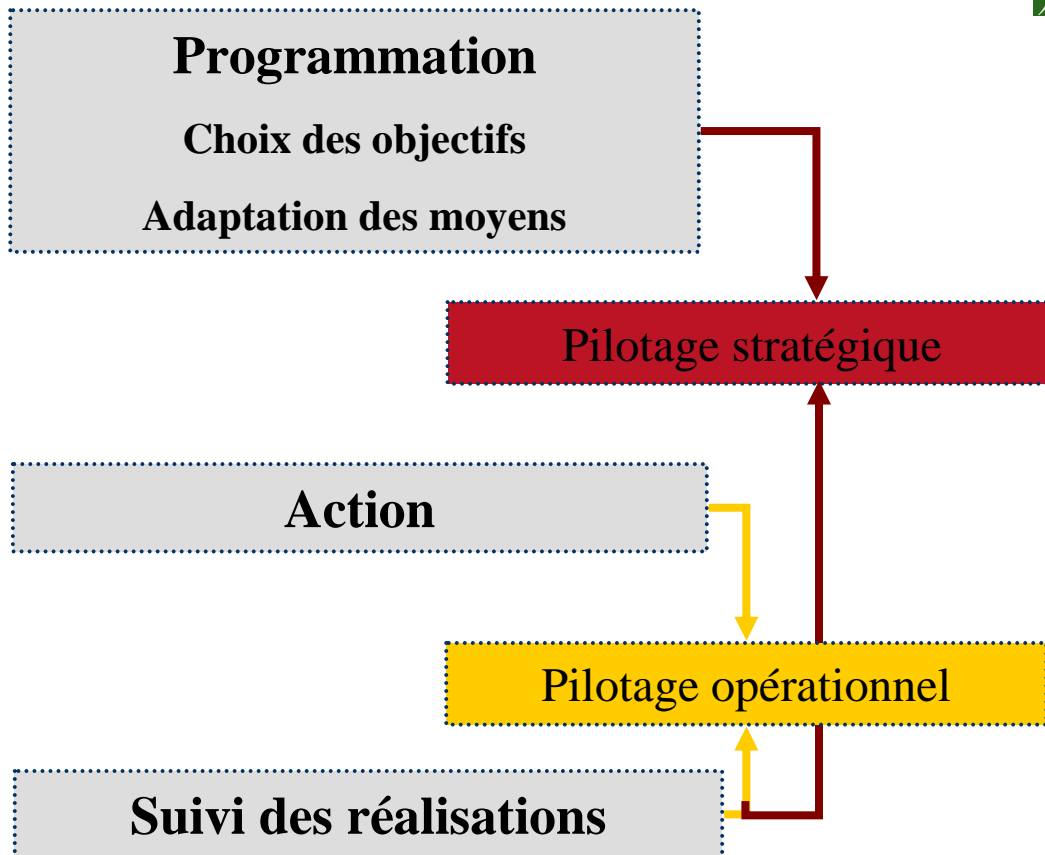 Programmation
Choix des objectifs
Adaptation des moyens
Pilotage stratégique
Action
Pilotage opérationnel
Suivi des réalisations